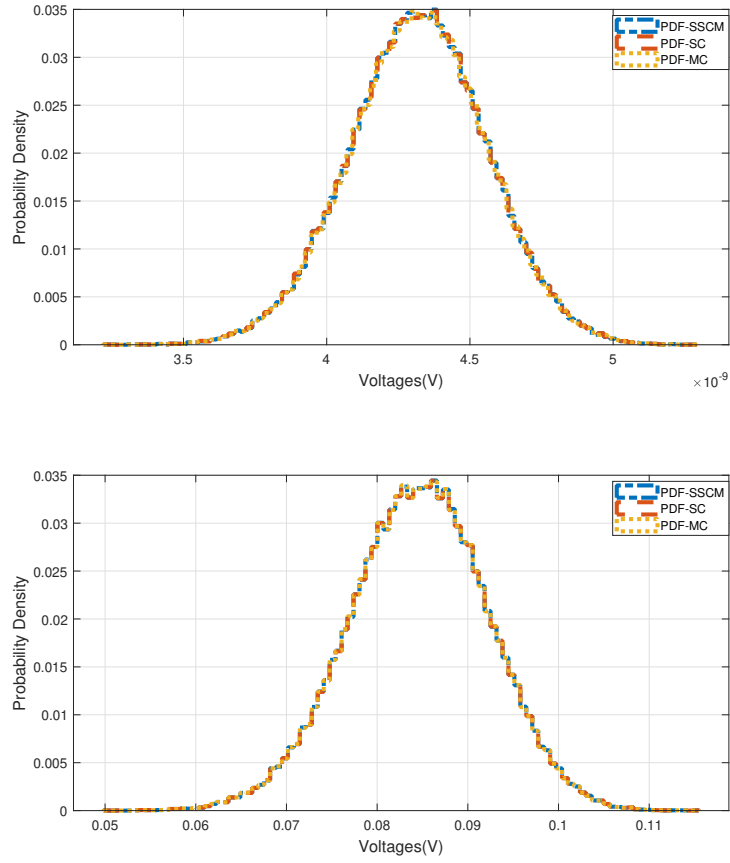 0.035
0.03
0.025
0.02
0.015
0.01
0.005
0
Probability Density
PDF-SSCM
PDF-SC
PDF-MC
3.5 4 4.5 5
Voltages(V)
×10⁻⁹
0.035
0.03
0.025
0.02
0.015
0.01
0.005
0
Probability Density
PDF-SSCM
PDF-SC
PDF-MC
0.05 0.06 0.07 0.08 0.09 0.1 0.11
Voltages(V)